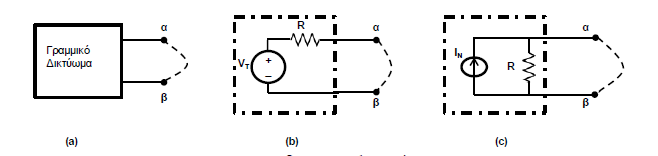 Γραμμικό
Δικτύωμα
α
β
(a)
R
V_T
+
–
α
β
(b)
I_N
R
α
β
(c)